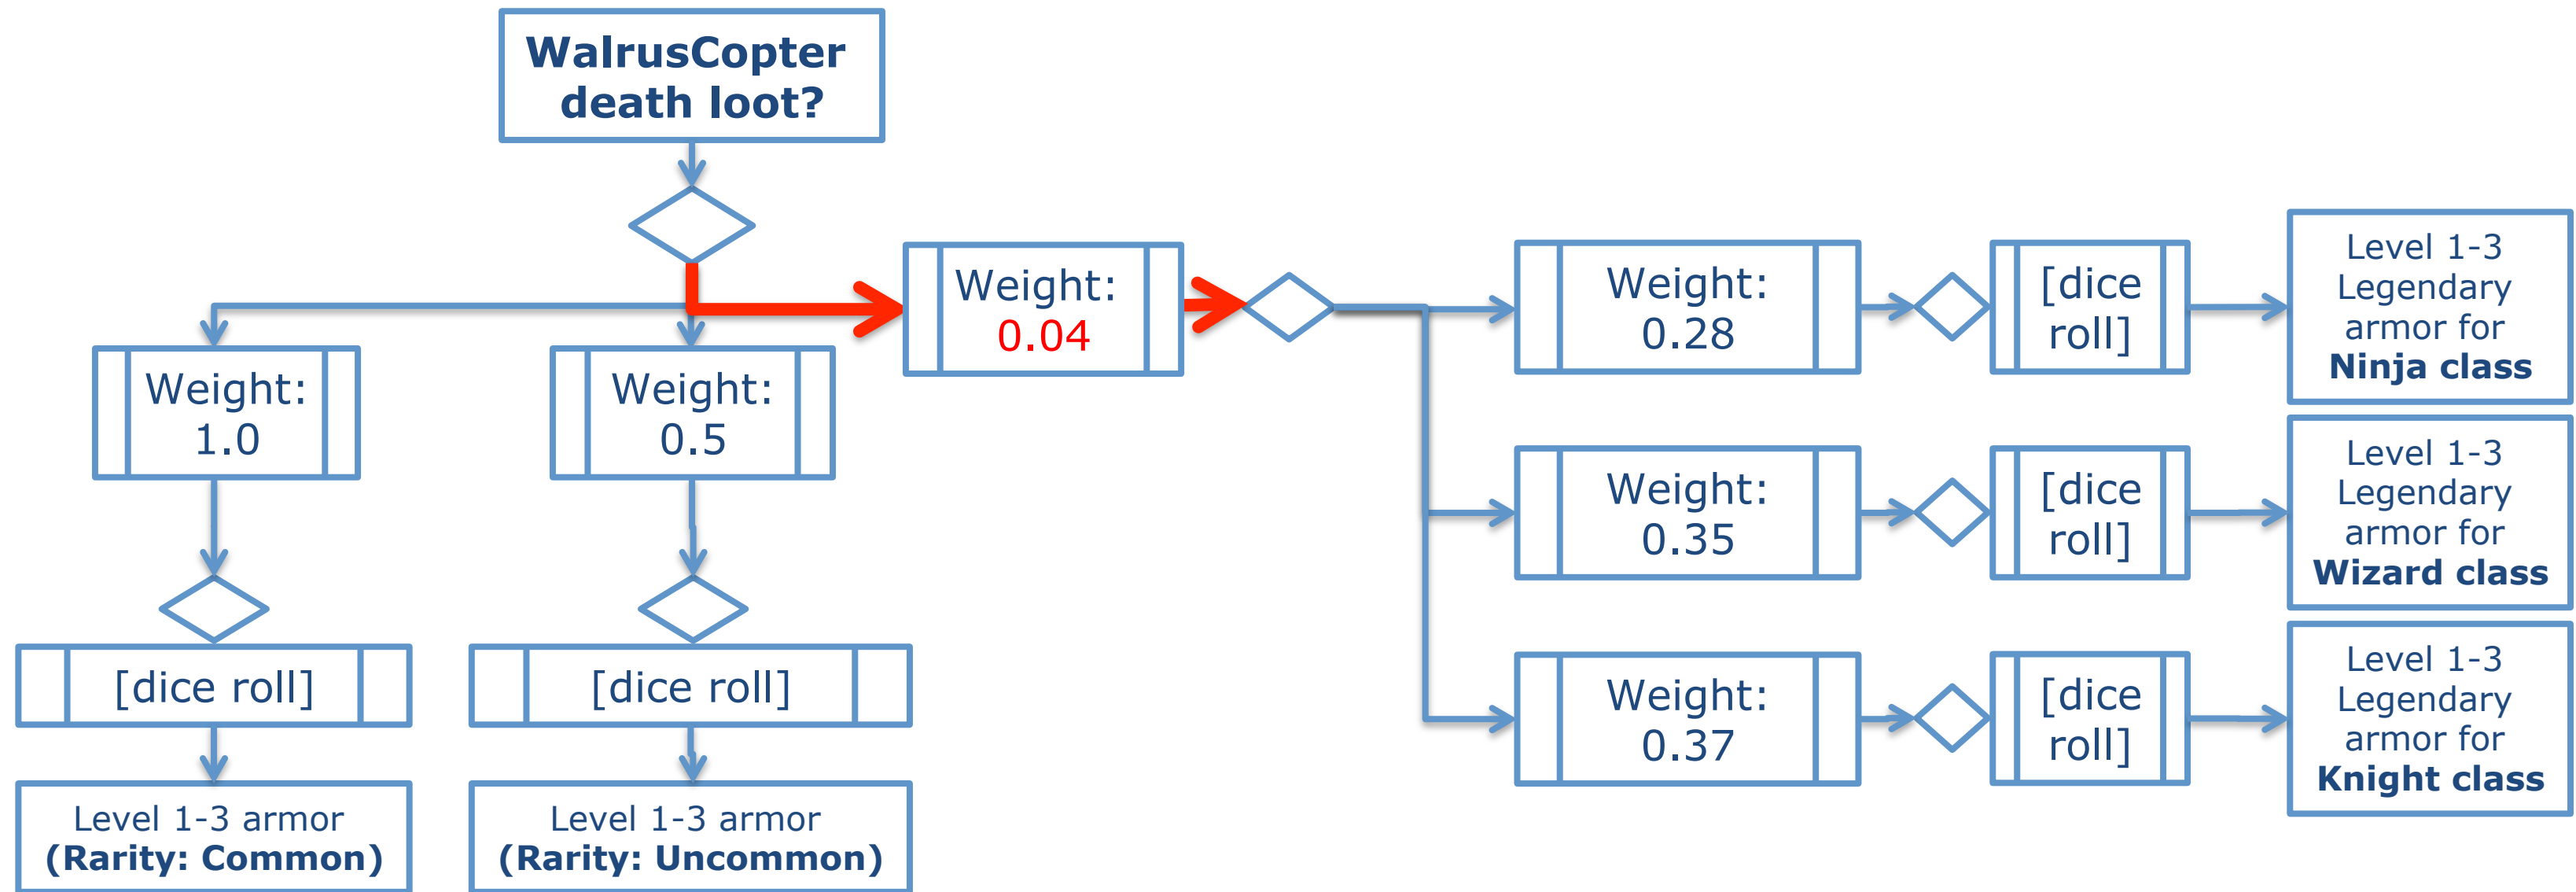 WalrusCopter
death loot?
Weight:
0.04
Weight:
1.0
Weight:
0.5
[dice roll]
[dice roll]
Level 1-3 armor
(Rarity: Common)
Level 1-3 armor
(Rarity: Uncommon)
Weight:
0.28
[dice
roll]
Level 1-3
Legendary
armor for
Ninja class
Weight:
0.35
[dice
roll]
Level 1-3
Legendary
armor for
Wizard class
Weight:
0.37
[dice
roll]
Level 1-3
Legendary
armor for
Knight class